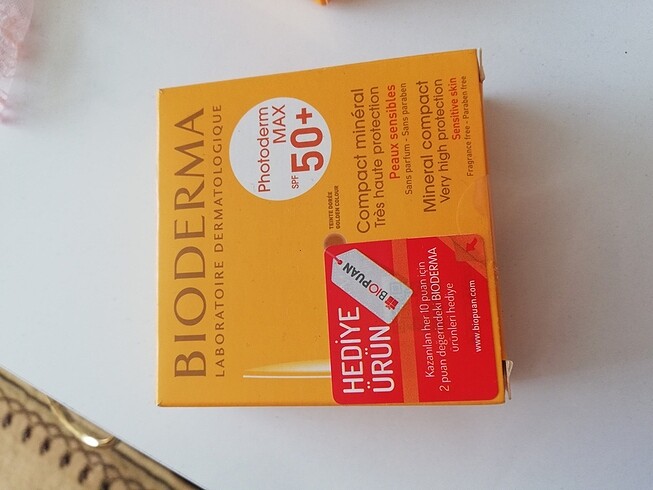 BIODERMA
LABORATOIRE DERMATOLOGIQUE
Photoderm
MAX
SPF 50+
TEINTE DORÉE
GOLDEN COLOUR
Compact minéral
Très haute protection
Peaux sensibles
Sans parfum - Sans paraben
Mineral compact
Very high protection
Sensitive skin
Fragrance free - Paraben free
BIOPUAN
HEDİYE
ÜRÜN
Kazanılan her 10 puan için
2 puan değerindeki BIODERMA
ürünleri hediye
www.biopuan.com